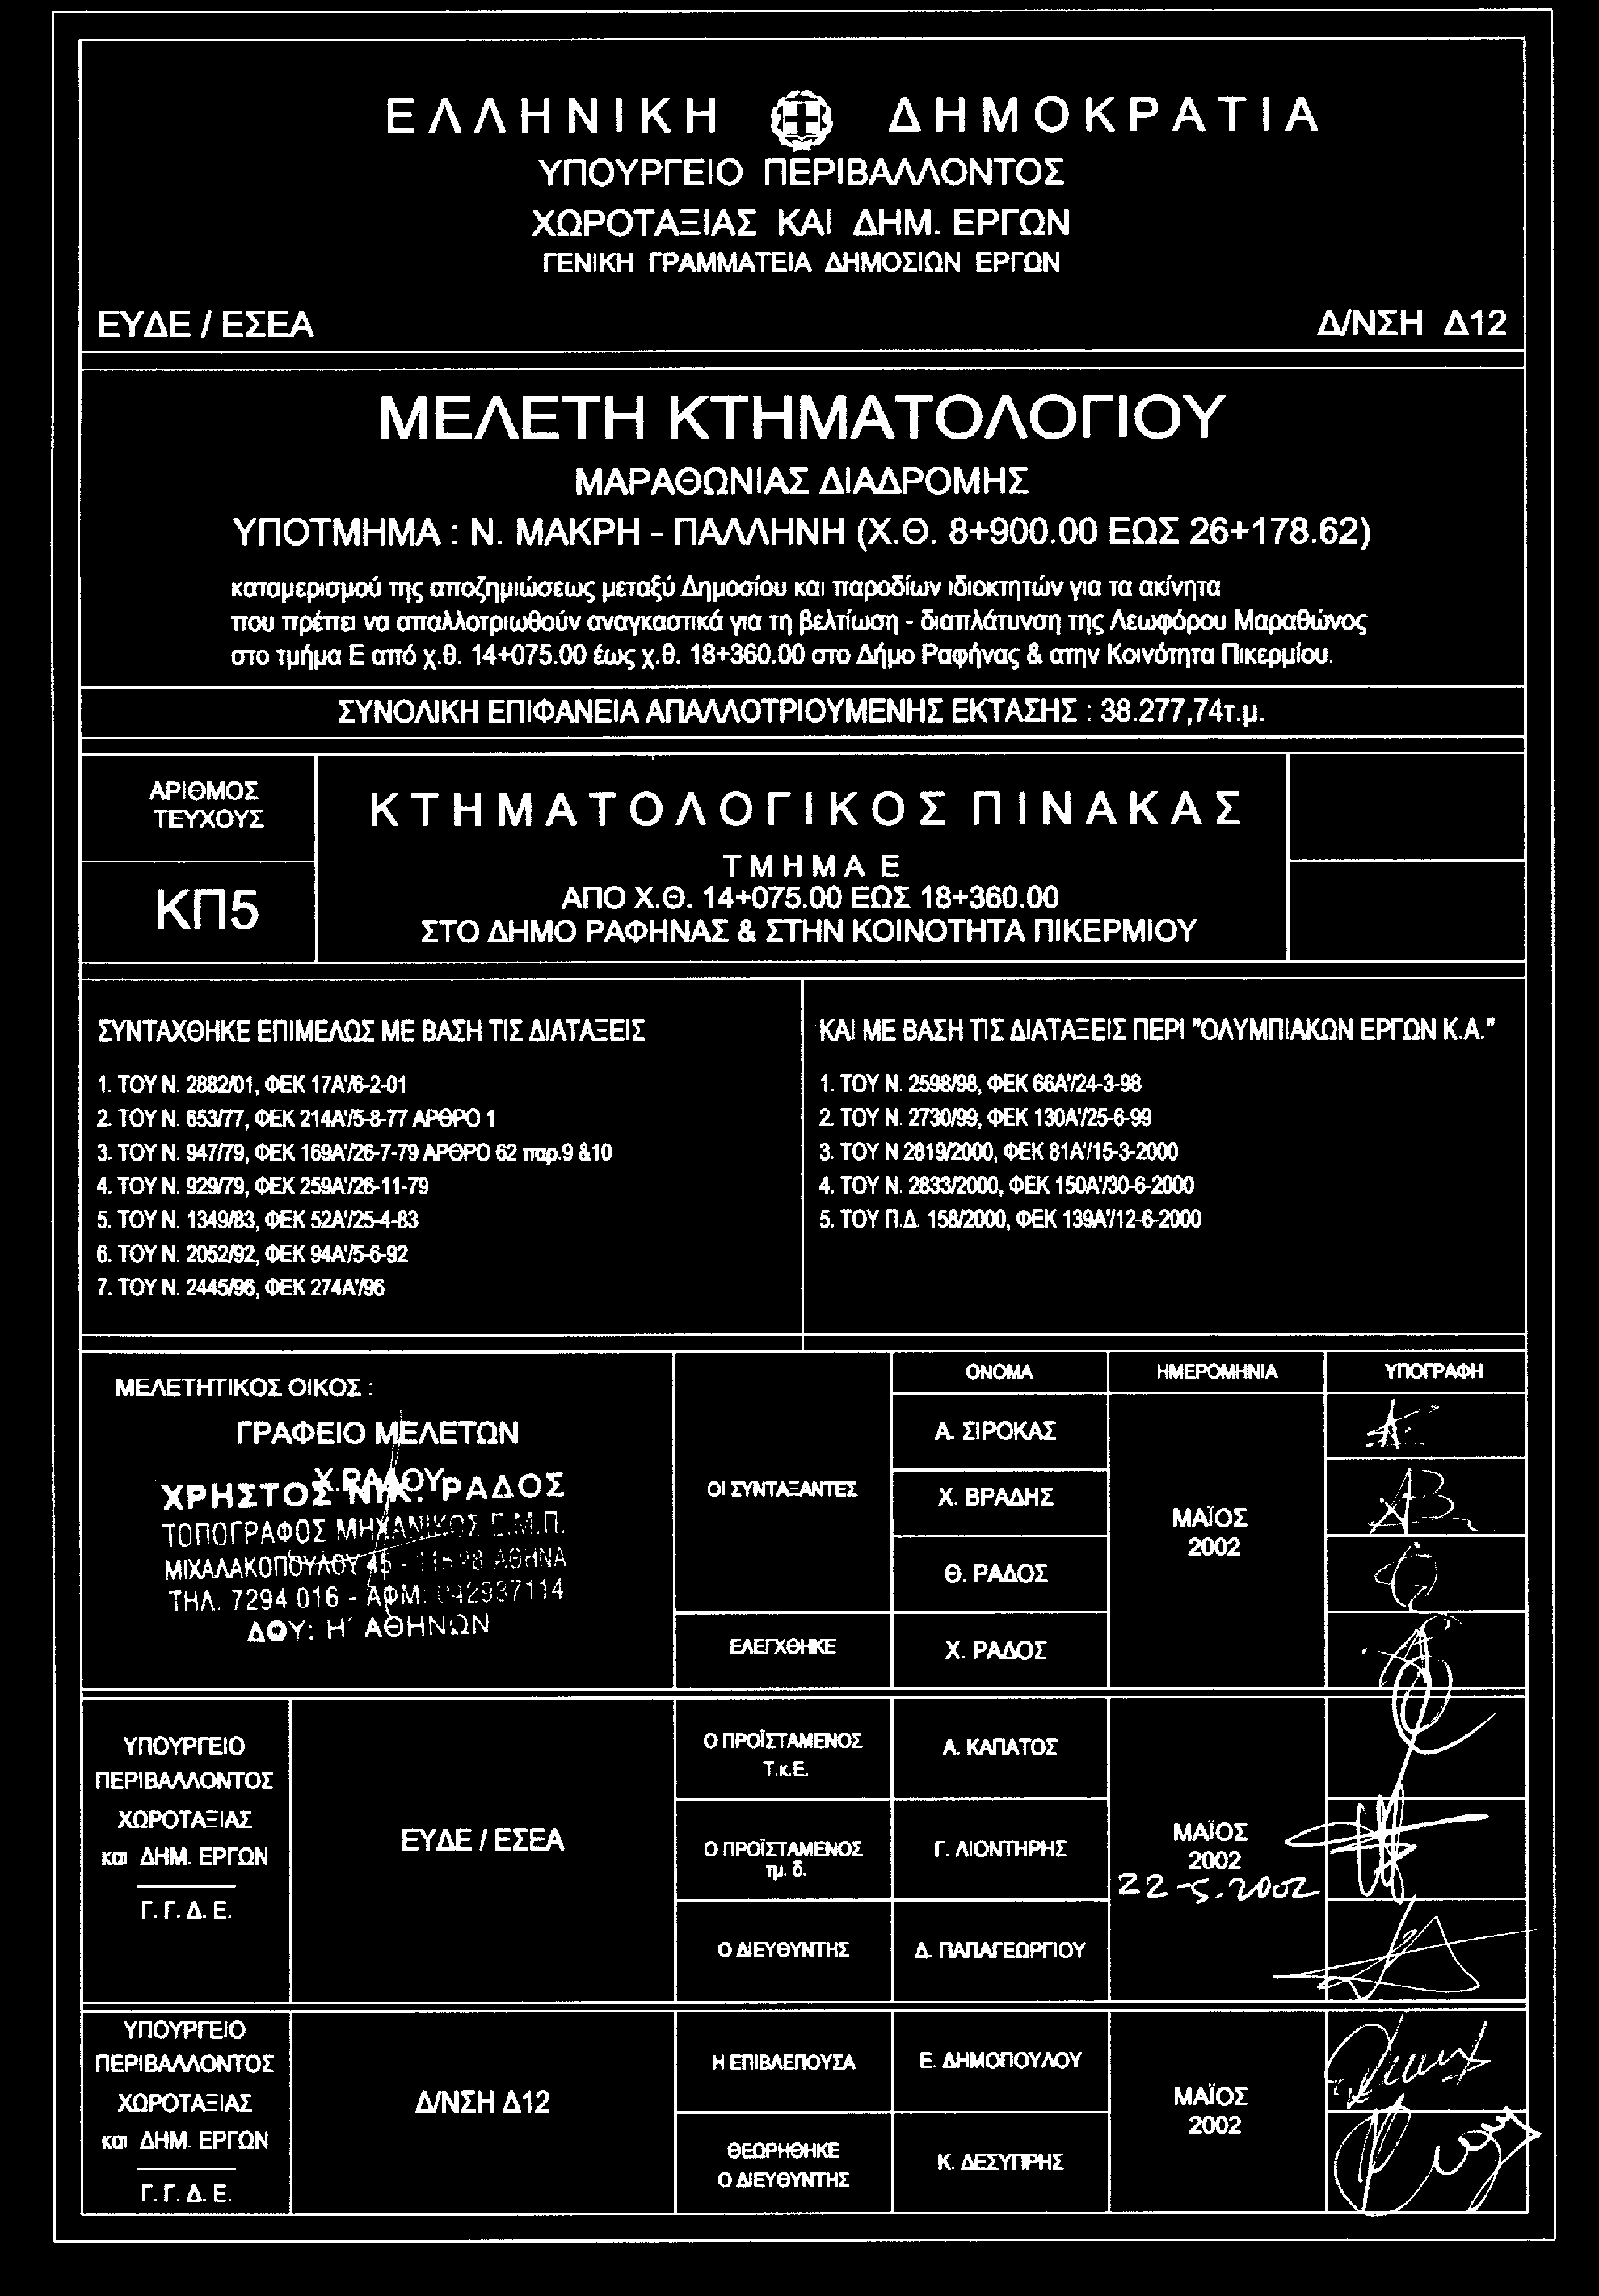 ΕΛΛΗΝΙΚΗ ΔΗΜΟΚΡΑΤΙΑ
ΥΠΟΥΡΓΕΙΟ ΠΕΡΙΒΑΛΛΟΝΤΟΣ
ΧΩΡΟΤΑΞΙΑΣ ΚΑΙ ΔΗΜ. ΕΡΓΩΝ
ΓΕΝΙΚΗ ΓΡΑΜΜΑΤΕΙΑ ΔΗΜΟΣΙΩΝ ΕΡΓΩΝ
ΕΥΔΕ / ΕΣΕΑ Δ/ΝΣΗ Δ12
ΜΕΛΕΤΗ ΚΤΗΜΑΤΟΛΟΓΙΟΥ
ΜΑΡΑΘΩΝΙΑΣ ΔΙΑΔΡΟΜΗΣ
ΥΠΟΤΜΗΜΑ : Ν. ΜΑΚΡΗ - ΠΑΛΛΗΝΗ (Χ.Θ. 8+900.00 ΕΩΣ 26+178.62)
καταμερισμού της αποζημιώσεως μεταξύ Δημοσίου και παροδίων ιδιοκτητών για τα ακίνητα
που πρέπει να απαλλοτριωθούν αναγκαστικά για τη βελτίωση - διαπλάτυνση της Λεωφόρου Μαραθώνος
στο τμήμα Ε από χ.θ. 14+075.00 έως χ.θ. 18+360.00 στο Δήμο Ραφήνας & στην Κοινότητα Πικερμίου.
ΣΥΝΟΛΙΚΗ ΕΠΙΦΑΝΕΙΑ ΑΠΑΛΛΟΤΡΙΟΥΜΕΝΗΣ ΕΚΤΑΣΗΣ : 38.277,74τ.μ.
ΑΡΙΘΜΟΣ
ΤΕΥΧΟΥΣ
ΚΠ5
ΚΤΗΜΑΤΟΛΟΓΙΚΟΣ ΠΙΝΑΚΑΣ
ΤΜΗΜΑ Ε
ΑΠΟ Χ.Θ. 14+075.00 ΕΩΣ 18+360.00
ΣΤΟ ΔΗΜΟ ΡΑΦΗΝΑΣ & ΣΤΗΝ ΚΟΙΝΟΤΗΤΑ ΠΙΚΕΡΜΙΟΥ
ΣΥΝΤΑΧΘΗΚΕ ΕΠΙΜΕΛΩΣ ΜΕ ΒΑΣΗ ΤΙΣ ΔΙΑΤΑΞΕΙΣ
1. ΤΟΥ Ν. 2882/01, ΦΕΚ 17Α'/6-2-01
2. ΤΟΥ Ν. 653/77, ΦΕΚ 214Α'/5-8-77 ΑΡΘΡΟ 1
3. ΤΟΥ Ν. 947/79, ΦΕΚ 169Α'/26-7-79 ΑΡΘΡΟ 62 παρ.9 &10
4. ΤΟΥ Ν. 929/79, ΦΕΚ 259Α'/26-11-79
5. ΤΟΥ Ν. 1349/83, ΦΕΚ 52Α'/25-4-83
6. ΤΟΥ Ν. 2052/92, ΦΕΚ 94Α'/5-6-92
7. ΤΟΥ Ν. 2445/96, ΦΕΚ 274Α'/96
ΚΑΙ ΜΕ ΒΑΣΗ ΤΙΣ ΔΙΑΤΑΞΕΙΣ ΠΕΡΙ "ΟΛΥΜΠΙΑΚΩΝ ΕΡΓΩΝ Κ.Α."
1. ΤΟΥ Ν. 2598/98, ΦΕΚ 66Α'/24-3-98
2. ΤΟΥ Ν. 2730/99, ΦΕΚ 130Α'/25-6-99
3. ΤΟΥ Ν 2819/2000, ΦΕΚ 81Α'/15-3-2000
4. ΤΟΥ Ν. 2833/2000, ΦΕΚ 150Α'/30-6-2000
5. ΤΟΥ Π.Δ. 158/2000, ΦΕΚ 139Α'/12-6-2000
ΜΕΛΕΤΗΤΙΚΟΣ ΟΙΚΟΣ :
ΓΡΑΦΕΙΟ ΜΕΛΕΤΩΝ
Χ. ΡΑΔΟΥ
ΧΡΗΣΤΟΣ ΝΙΚ. ΡΑΔΟΣ
ΤΟΠΟΓΡΑΦΟΣ ΜΗΧΑΝΙΚΟΣ Ε.Μ.Π.
ΜΙΧΑΛΑΚΟΠΟΥΛΟΥ 45 - 11528 ΑΘΗΝΑ
ΤΗΛ. 7294.016 - ΑΦΜ: 042937114
ΔΟΥ: Η΄ ΑΘΗΝΩΝ
ΟΝΟΜΑ ΗΜΕΡΟΜΗΝΙΑ ΥΠΟΓΡΑΦΗ
ΟΙ ΣΥΝΤΑΞΑΝΤΕΣ
Α. ΣΙΡΟΚΑΣ
Χ. ΒΡΑΔΗΣ
Θ. ΡΑΔΟΣ
ΜΑΪΟΣ
2002
ΕΛΕΓΧΘΗΚΕ Χ. ΡΑΔΟΣ
ΥΠΟΥΡΓΕΙΟ
ΠΕΡΙΒΑΛΛΟΝΤΟΣ
ΧΩΡΟΤΑΞΙΑΣ
και ΔΗΜ. ΕΡΓΩΝ
Γ. Γ. Δ. Ε.
ΕΥΔΕ / ΕΣΕΑ
Ο ΠΡΟΪΣΤΑΜΕΝΟΣ
Τ.κ.Ε.
Α. ΚΑΠΑΤΟΣ
Ο ΠΡΟΪΣΤΑΜΕΝΟΣ
τμ. δ.
Γ. ΛΙΟΝΤΗΡΗΣ
ΜΑΪΟΣ
2002
22-5-2002
Ο ΔΙΕΥΘΥΝΤΗΣ Δ. ΠΑΠΑΓΕΩΡΓΙΟΥ
ΥΠΟΥΡΓΕΙΟ
ΠΕΡΙΒΑΛΛΟΝΤΟΣ
ΧΩΡΟΤΑΞΙΑΣ
και ΔΗΜ. ΕΡΓΩΝ
Γ. Γ. Δ. Ε.
Δ/ΝΣΗ Δ12
Η ΕΠΙΒΛΕΠΟΥΣΑ Ε. ΔΗΜΟΠΟΥΛΟΥ
ΜΑΪΟΣ
2002
ΘΕΩΡΗΘΗΚΕ
Ο ΔΙΕΥΘΥΝΤΗΣ
Κ. ΔΕΣΥΠΡΗΣ